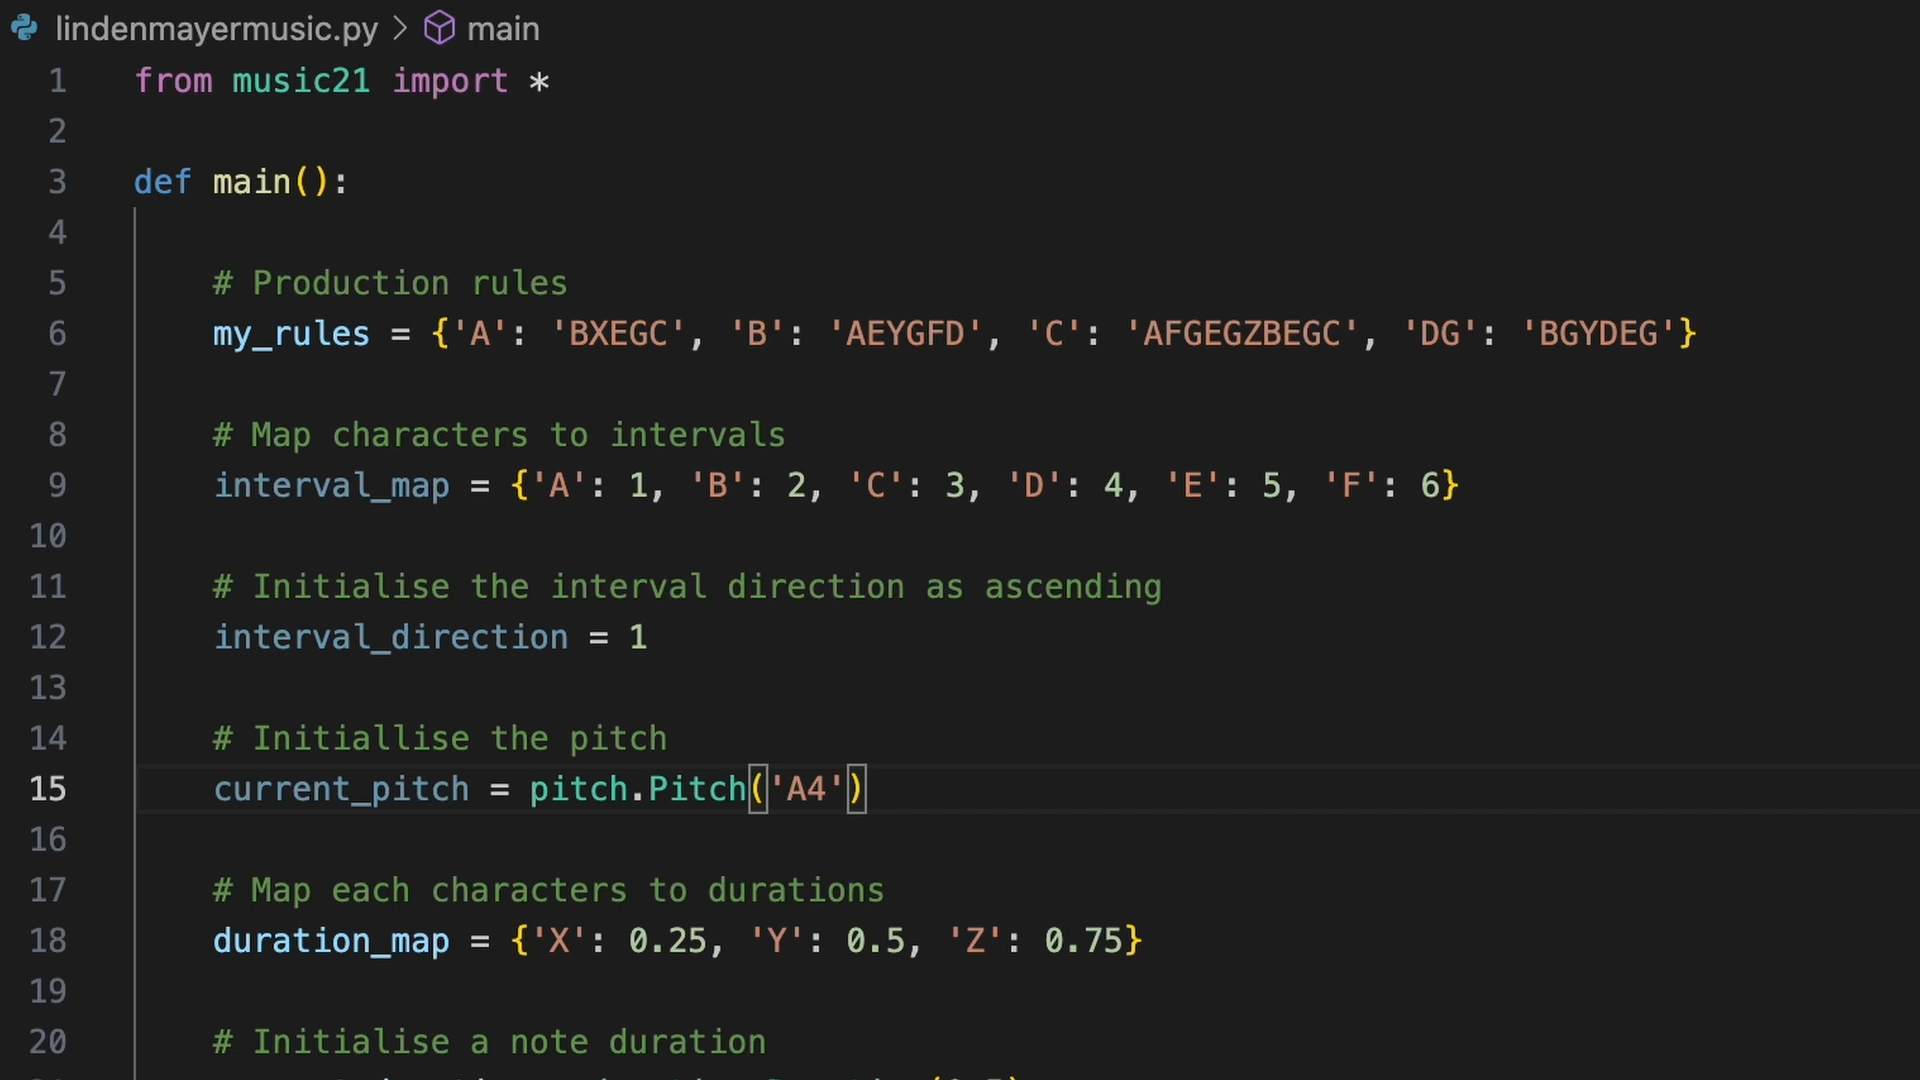 lindenmayermusic.py > main
1 from music21 import *
2
3 def main():
4
5 # Production rules
6 my_rules = {'A': 'BXEGC', 'B': 'AEYGFD', 'C': 'AFGEGZBEGC', 'DG': 'BGYDEG'}
7
8 # Map characters to intervals
9 interval_map = {'A': 1, 'B': 2, 'C': 3, 'D': 4, 'E': 5, 'F': 6}
10
11 # Initialise the interval direction as ascending
12 interval_direction = 1
13
14 # Initiallise the pitch
15 current_pitch = pitch.Pitch('A4')
16
17 # Map each characters to durations
18 duration_map = {'X': 0.25, 'Y': 0.5, 'Z': 0.75}
19
20 # Initialise a note duration